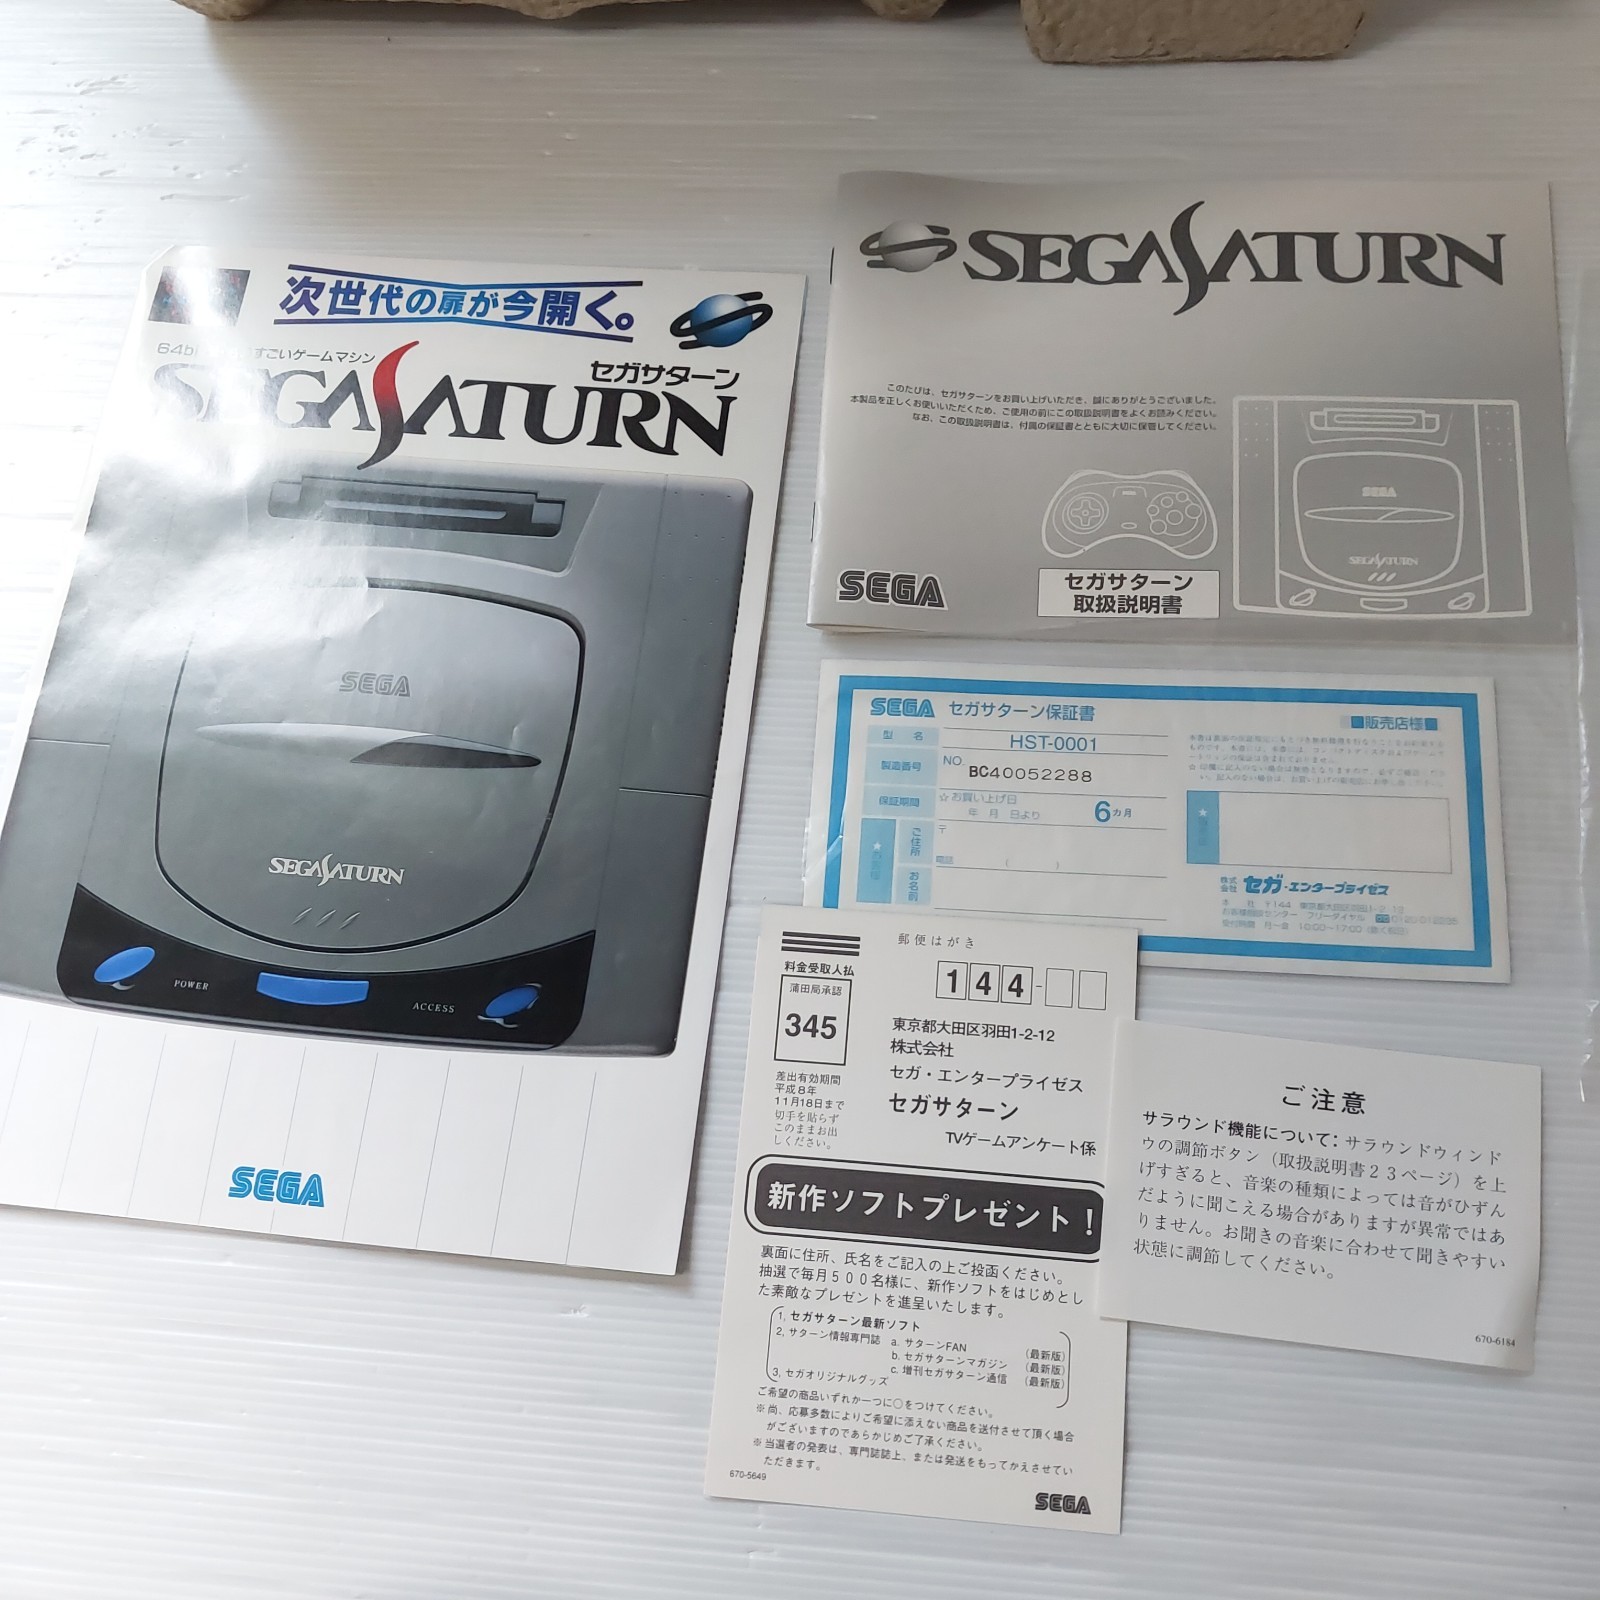 次世代の扉が今開く。
セガサターン
SEGASATURN
SEGA
SEGASATURN
POWER
ACCESS
SEGA
SEGASATURN
このたびは、セガサターンをお買い上げいただき、誠にありがとうございました。
本製品を正しくお使いいただくため、ご使用の前にこの取扱説明書をよくお読みください。
なお、この取扱説明書は、付属の保証書とともに大切に保管してください。
SEGA
SEGASATURN
SEGA
セガサターン
取扱説明書
SEGA セガサターン保証書
■販売店様■
型 名
HST-0001
製造番号
NO.
BC40052288
保証期間
☆お買い上げ日
年 月 日より
6ヵ月
ご住所
〒
電話 ( )
お名前
株式会社 セガ・エンタープライゼス
本 社 〒144 東京都大田区羽田1-2-12
お客様相談センター フリーダイヤル
郵便はがき
料金受取人払
蒲田局承認
345
差出有効期間
平成8年
11月18日まで
切手を貼らず
このままお出
しください。
144-
東京都大田区羽田1-2-12
株式会社
セガ・エンタープライゼス
セガサターン
TVゲームアンケート係
新作ソフトプレゼント!
裏面に住所、氏名をご記入の上ご投函ください。
抽選で毎月500名様に、新作ソフトをはじめとし
た素敵なプレゼントを進呈いたします。
1, セガサターン最新ソフト
2, サターン情報専門誌 a. サターンFAN (最新版)
b. セガサターンマガジン (最新版)
c. 増刊セガサターン通信 (最新版)
3, セガオリジナルグッズ
ご希望の商品いずれか一つに○をつけてください。
※尚、応募多数によりご希望に添えない商品を送付させて頂く場合
がございますのであらかじめご了承ください。
※当選者の発表は、専門誌誌上、または発送をもってかえさせてい
ただきます。
670-5649
SEGA
ご注意
サラウンド機能について:サラウンドウィンド
ウの調節ボタン(取扱説明書23ページ)を上
げすぎると、音楽の種類によっては音がひずん
だように聞こえる場合がありますが異常ではあ
りません。お聞きの音楽に合わせて聞きやすい
状態に調節してください。
670-6184